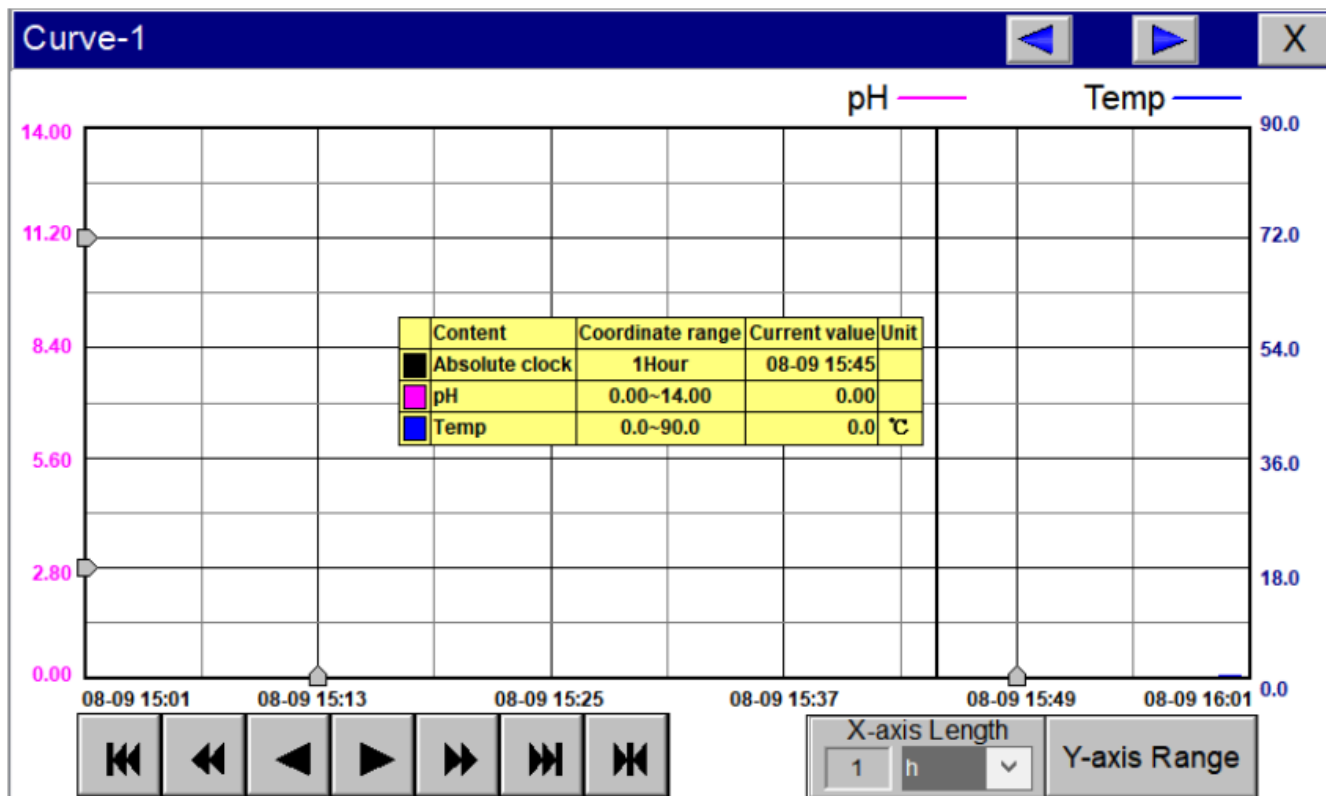 Curve-1 X
pH Temp
14.00 90.0
11.20 72.0
Content Coordinate range Current value Unit
8.40 54.0
Absolute clock 1Hour 08-09 15:45
pH 0.00~14.00 0.00
Temp 0.0~90.0 0.0 ℃
5.60 36.0
2.80 18.0
0.00 0.0
08-09 15:01 08-09 15:13 08-09 15:25 08-09 15:37 08-09 15:49 08-09 16:01
X-axis Length
1 h
Y-axis Range